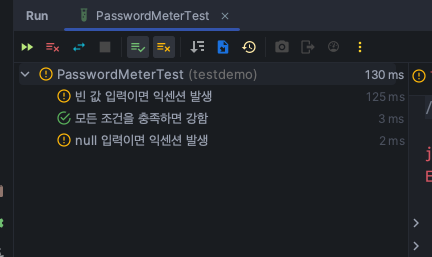 Run
PasswordMeterTest
PasswordMeterTest (testdemo) 130 ms
빈 값 입력이면 익센션 발생 125 ms
모든 조건을 충족하면 강함 3 ms
null 입력이면 익센션 발생 2 ms
/
j
E